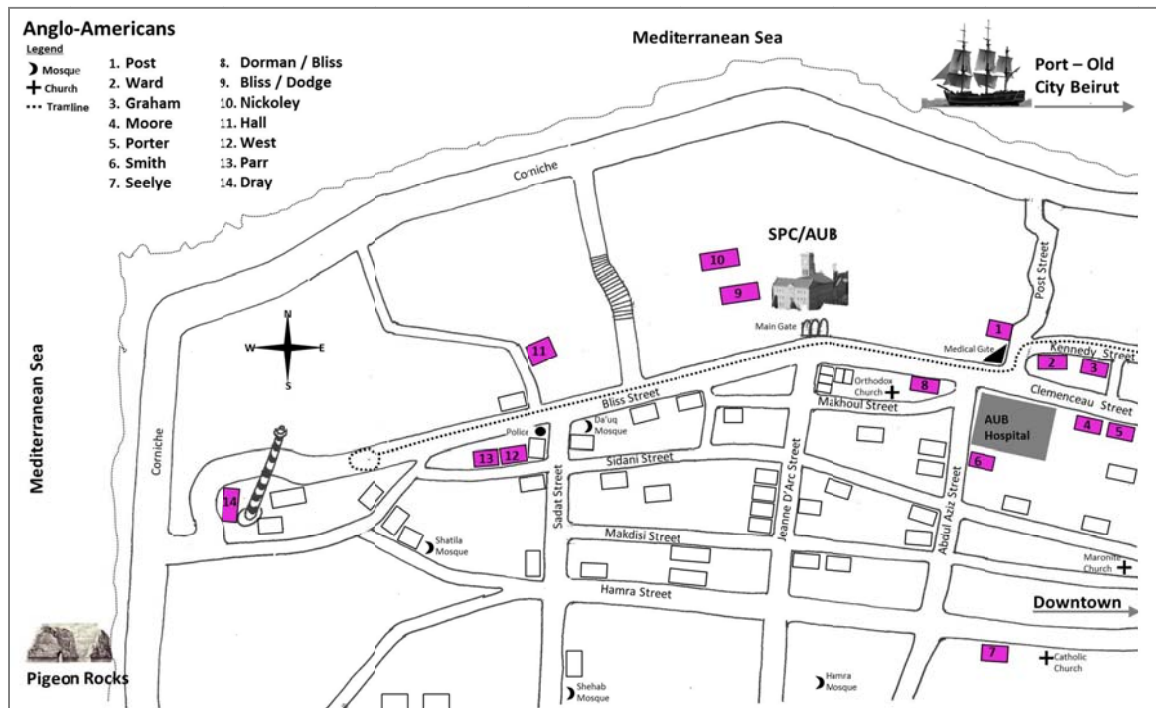 Anglo-Americans
Legend
Mosque
Church
Tramline
1. Post
2. Ward
3. Graham
4. Moore
5. Porter
6. Smith
7. Seelye
8. Dorman / Bliss
9. Bliss / Dodge
10. Nickoley
11. Hall
12. West
13. Parr
14. Dray
Mediterranean Sea
Port – Old
City Beirut
Corniche
SPC/AUB
10
9
Main Gate
Post Street
1
Medical Gate
Kennedy Street
2
3
Clemenceau Street
N
W
E
S
11
Bliss Street
Orthodox
Church
8
Makhoul Street
AUB
Hospital
4
5
6
Mediterranean Sea
Corniche
Police
Da'uq
Mosque
13
12
Sidani Street
Sadat Street
Jeanne D'Arc Street
Abdul Aziz Street
14
Shatila
Mosque
Makdisi Street
Hamra Street
Maronite
Church
Downtown
Pigeon Rocks
7
Catholic
Church
Shehab
Mosque
Hamra
Mosque